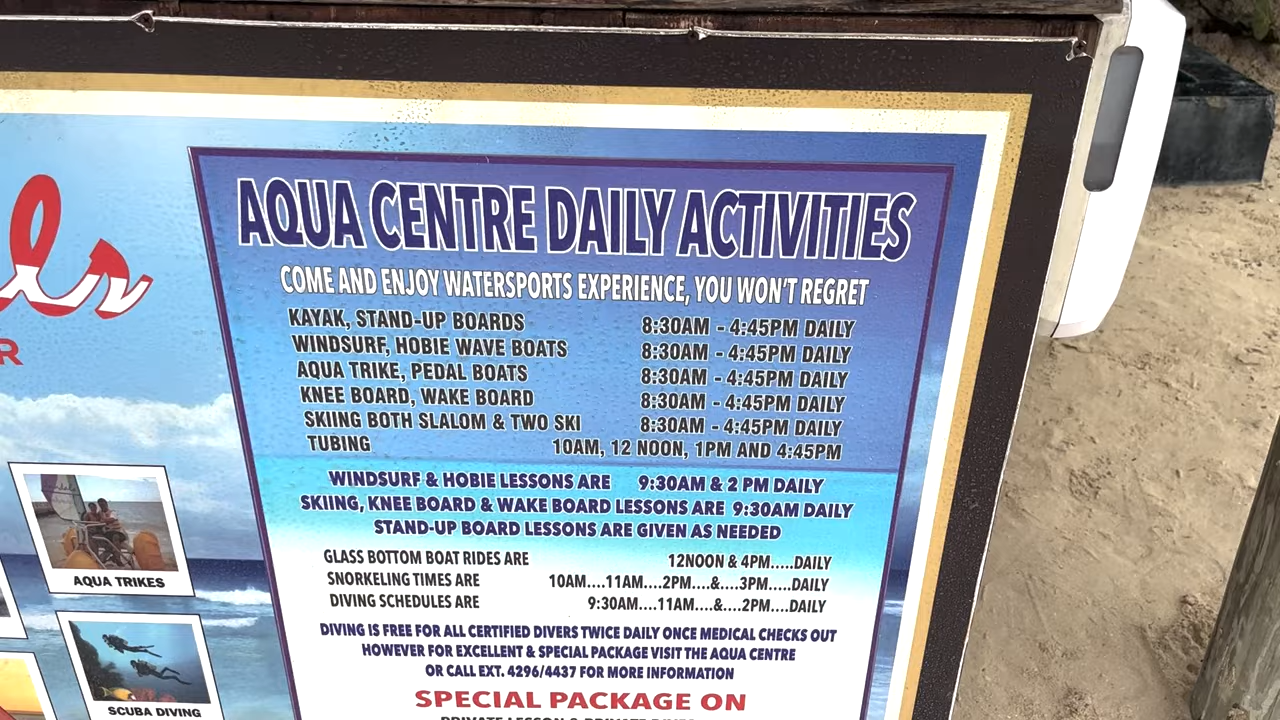 AQUA CENTRE DAILY ACTIVITIES
COME AND ENJOY WATERSPORTS EXPERIENCE, YOU WON'T REGRET
KAYAK, STAND-UP BOARDS 8:30AM - 4:45PM DAILY
WINDSURF, HOBIE WAVE BOATS 8:30AM - 4:45PM DAILY
AQUA TRIKE, PEDAL BOATS 8:30AM - 4:45PM DAILY
KNEE BOARD, WAKE BOARD 8:30AM - 4:45PM DAILY
SKIING BOTH SLALOM & TWO SKI 8:30AM - 4:45PM DAILY
TUBING 10AM, 12 NOON, 1PM AND 4:45PM
WINDSURF & HOBIE LESSONS ARE 9:30AM & 2 PM DAILY
SKIING, KNEE BOARD & WAKE BOARD LESSONS ARE 9:30AM DAILY
STAND-UP BOARD LESSONS ARE GIVEN AS NEEDED
GLASS BOTTOM BOAT RIDES ARE 12NOON & 4PM.....DAILY
SNORKELING TIMES ARE 10AM....11AM....2PM....&....3PM.....DAILY
DIVING SCHEDULES ARE 9:30AM....11AM....&....2PM....DAILY
DIVING IS FREE FOR ALL CERTIFIED DIVERS TWICE DAILY ONCE MEDICAL CHECKS OUT
HOWEVER FOR EXCELLENT & SPECIAL PACKAGE VISIT THE AQUA CENTRE
OR CALL EXT. 4296/4437 FOR MORE INFORMATION
SPECIAL PACKAGE ON
AQUA TRIKES
SCUBA DIVING